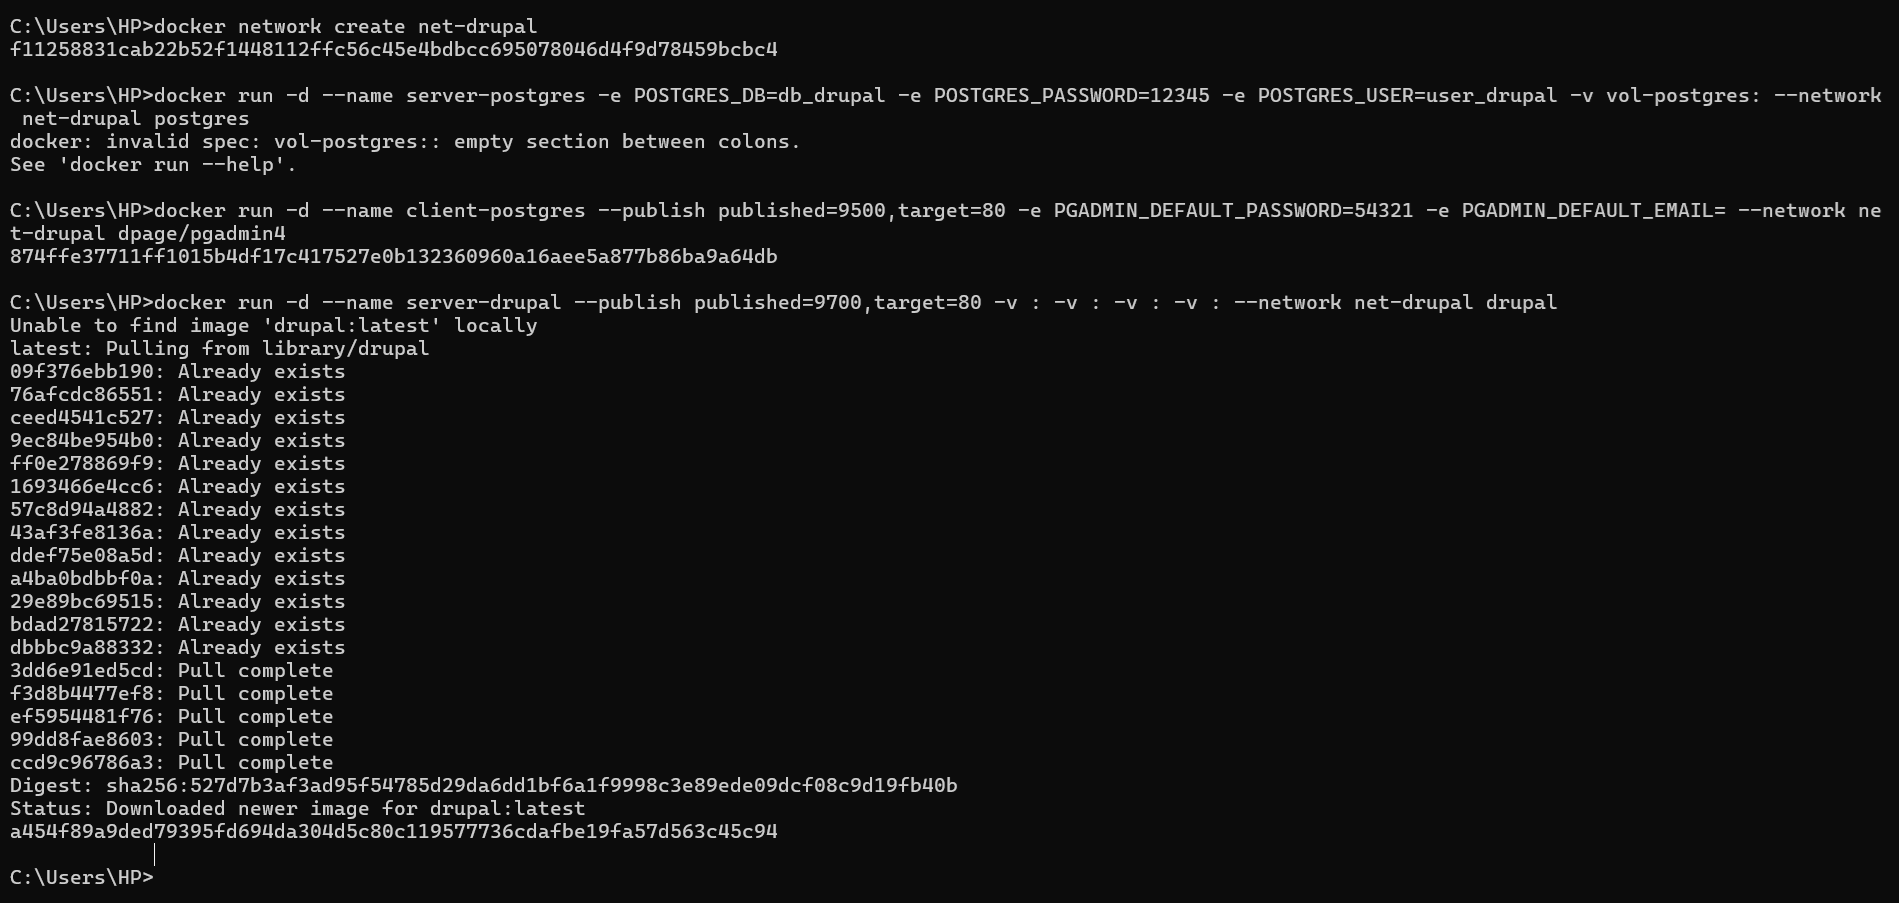 C:\Users\HP>docker network create net-drupal
f11258831cab22b52f1448112ffc56c45e4bdbcc695078046d4f9d78459bcbc4
C:\Users\HP>docker run -d --name server-postgres -e POSTGRES_DB=db_drupal -e POSTGRES_PASSWORD=12345 -e POSTGRES_USER=user_drupal -v vol-postgres: --network
net-drupal postgres
docker: invalid spec: vol-postgres:: empty section between colons.
See 'docker run --help'.
C:\Users\HP>docker run -d --name client-postgres --publish published=9500,target=80 -e PGADMIN_DEFAULT_PASSWORD=54321 -e PGADMIN_DEFAULT_EMAIL= --network ne
t-drupal dpage/pgadmin4
874ffe37711ff1015b4df17c417527e0b132360960a16aee5a877b86ba9a64db
C:\Users\HP>docker run -d --name server-drupal --publish published=9700,target=80 -v : -v : -v : -v : --network net-drupal drupal
Unable to find image 'drupal:latest' locally
latest: Pulling from library/drupal
09f376ebb190: Already exists
76afcdc86551: Already exists
ceed4541c527: Already exists
9ec84be954b0: Already exists
ff0e278869f9: Already exists
1693466e4cc6: Already exists
57c8d94a4882: Already exists
43af3fe8136a: Already exists
ddef75e08a5d: Already exists
a4ba0bdbbf0a: Already exists
29e89bc69515: Already exists
bdad27815722: Already exists
dbbbc9a88332: Already exists
3dd6e91ed5cd: Pull complete
f3d8b4477ef8: Pull complete
ef5954481f76: Pull complete
99dd8fae8603: Pull complete
ccd9c96786a3: Pull complete
Digest: sha256:527d7b3af3ad95f54785d29da6dd1bf6a1f9998c3e89ede09dcf08c9d19fb40b
Status: Downloaded newer image for drupal:latest
a454f89a9ded79395fd694da304d5c80c119577736cdafbe19fa57d563c45c94
C:\Users\HP>